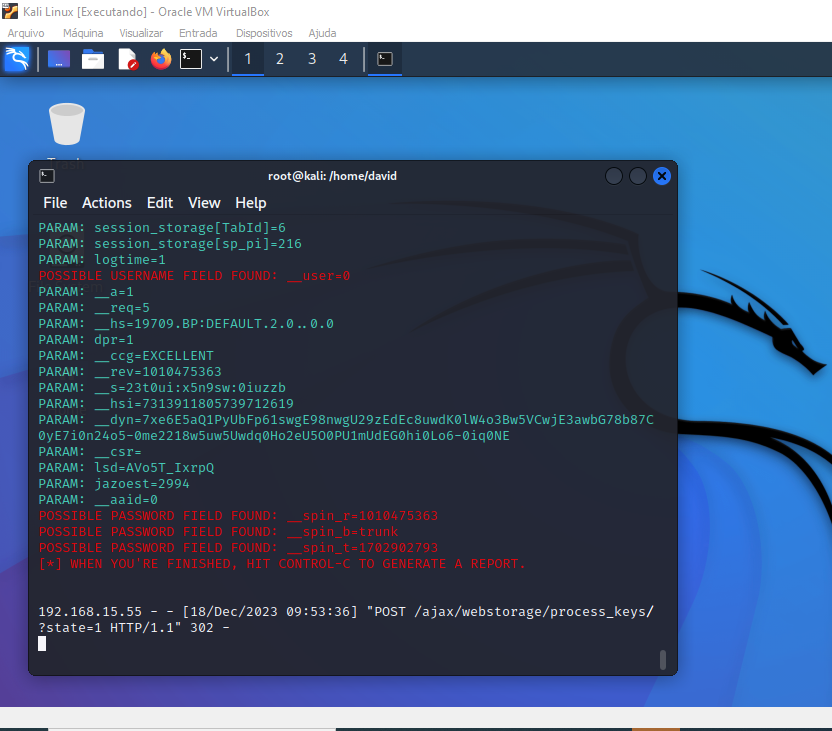 Kali Linux [Executando] - Oracle VM VirtualBox
Arquivo Máquina Visualizar Entrada Dispositivos Ajuda
1 2 3 4
root@kali: /home/david
File Actions Edit View Help
PARAM: session_storage[TabId]=6
PARAM: session_storage[sp_pi]=216
PARAM: logtime=1
POSSIBLE USERNAME FIELD FOUND: __user=0
PARAM: __a=1
PARAM: __req=5
PARAM: __hs=19709.BP:DEFAULT.2.0..0.0
PARAM: dpr=1
PARAM: __ccg=EXCELLENT
PARAM: __rev=1010475363
PARAM: __s=23t0ui:x5n9sw:0iuzzb
PARAM: __hsi=7313911805739712619
PARAM: __dyn=7xe6E5aQ1PyUbFp61swgE98nwgU29zEdEc8uwdK0lW4o3Bw5VCwjE3awbG78b87C
0yE7i0n24o5-0me2218w5uw5Uwdq0Ho2eU5O0PU1mUdEG0hi0Lo6-0iq0NE
PARAM: __csr=
PARAM: lsd=AVo5T_IxrpQ
PARAM: jazoest=2994
PARAM: __aaid=0
POSSIBLE PASSWORD FIELD FOUND: __spin_r=1010475363
POSSIBLE PASSWORD FIELD FOUND: __spin_b=trunk
POSSIBLE PASSWORD FIELD FOUND: __spin_t=1702902793
[*] WHEN YOU'RE FINISHED, HIT CONTROL-C TO GENERATE A REPORT.
192.168.15.55 - - [18/Dec/2023 09:53:36] "POST /ajax/webstorage/process_keys/
?state=1 HTTP/1.1" 302 -